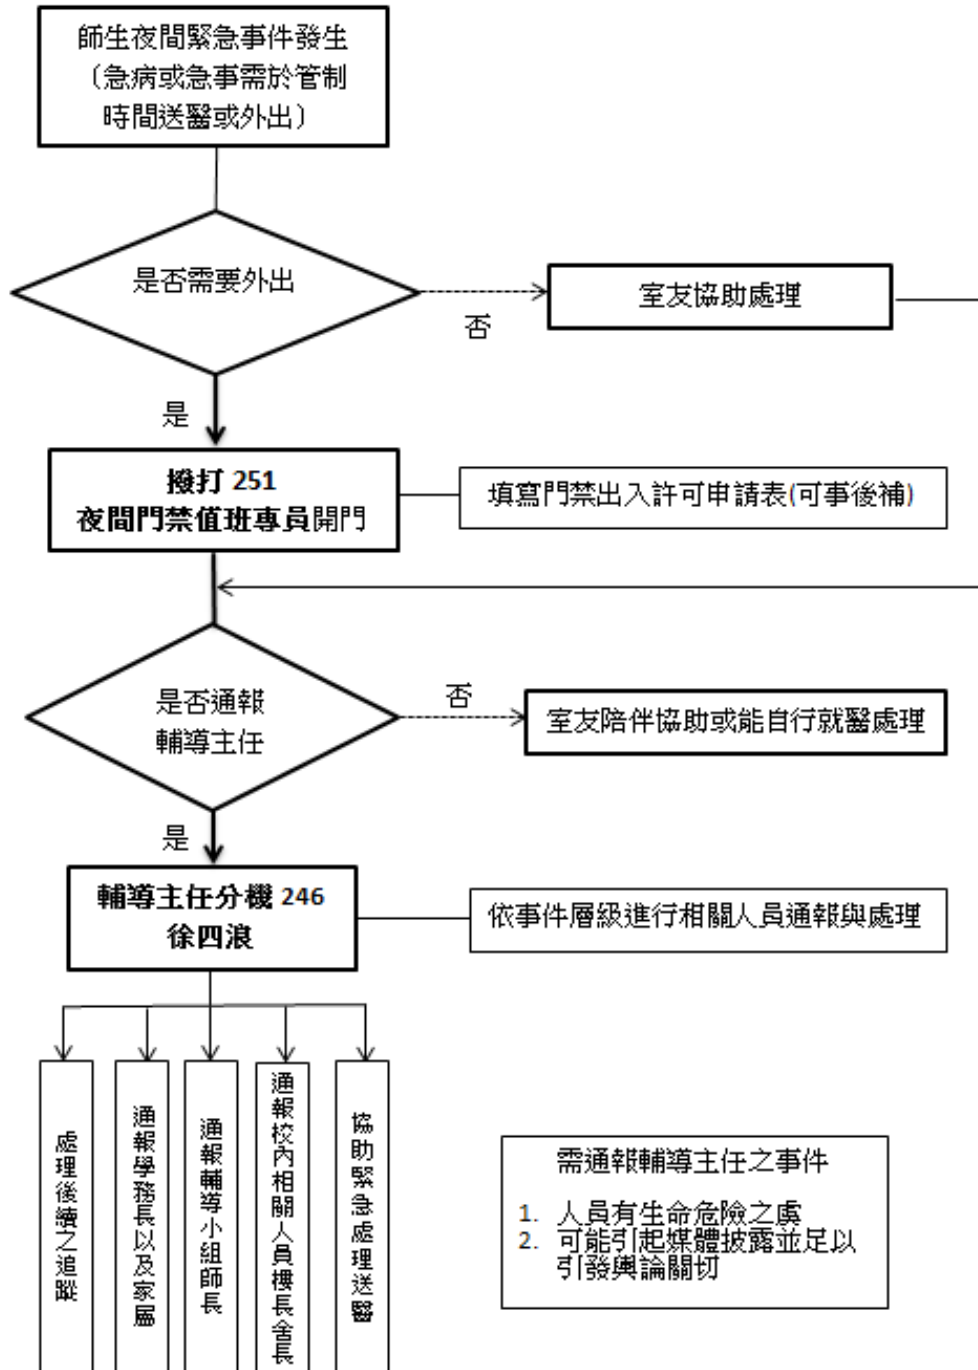 師生夜間緊急事件發生
（急病或急事需於管制
時間送醫或外出）
是否需要外出
否
室友協助處理
是
撥打 251
夜間門禁值班專員開門
填寫門禁出入許可申請表(可事後補)
是否通報
輔導主任
否
室友陪伴協助或能自行就醫處理
是
輔導主任分機 246
徐四浪
依事件層級進行相關人員通報與處理
處理後續之追蹤
通報學務長以及家屬
通報輔導小組師長
通報校內相關人員樓長舍長
協助緊急處理送醫
需通報輔導主任之事件
1. 人員有生命危險之虞
2. 可能引起媒體披露並足以
引發輿論關切